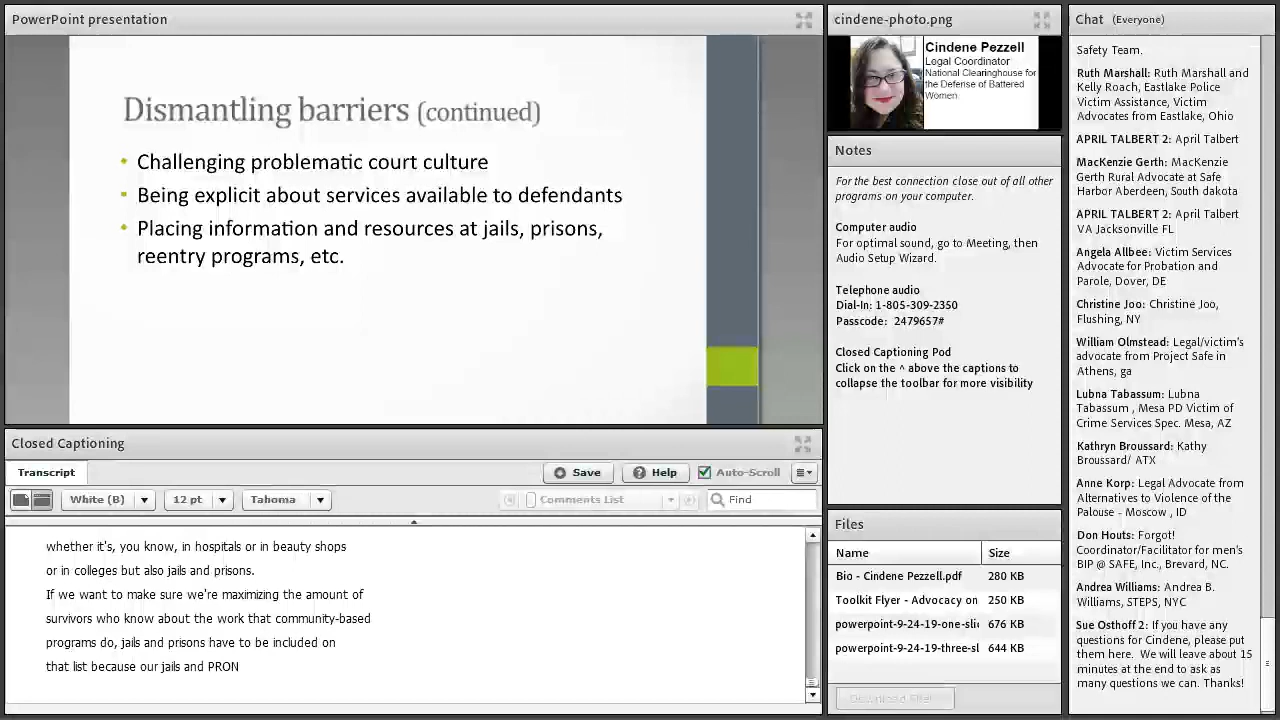 PowerPoint presentation
Dismantling barriers (continued)
Challenging problematic court culture
Being explicit about services available to defendants
Placing information and resources at jails, prisons,
reentry programs, etc.
Closed Captioning
Transcript
Save
Help
Auto-Scroll
White (B)
12 pt
Tahoma
Comments List
Find
whether it's, you know, in hospitals or in beauty shops
or in colleges but also jails and prisons.
If we want to make sure we're maximizing the amount of
survivors who know about the work that community-based
programs do, jails and prisons have to be included on
that list because our jails and PRON
cindene-photo.png
Cindene Pezzell
Legal Coordinator
National Clearinghouse for
the Defense of Battered
Women
Notes
For the best connection close out of all other
programs on your computer.
Computer audio
For optimal sound, go to Meeting, then
Audio Setup Wizard.
Telephone audio
Dial-In: 1-805-309-2350
Passcode: 2479657#
Closed Captioning Pod
Click on the ^ above the captions to
collapse the toolbar for more visibility
Files
Name Size
Bio - Cindene Pezzell.pdf 280 KB
Toolkit Flyer - Advocacy on 250 KB
powerpoint-9-24-19-one-sli 676 KB
powerpoint-9-24-19-three-sl 644 KB
Download File!
Chat (Everyone)
Safety Team.
Ruth Marshall: Ruth Marshall and
Kelly Roach, Eastlake Police
Victim Assistance, Victim
Advocates from Eastlake, Ohio
APRIL TALBERT 2: April Talbert
MacKenzie Gerth: MacKenzie
Gerth Rural Advocate at Safe
Harbor Aberdeen, South dakota
APRIL TALBERT 2: April Talbert
VA Jacksonville FL
Angela Allbee: Victim Services
Advocate for Probation and
Parole, Dover, DE
Christine Joo: Christine Joo,
Flushing, NY
William Olmstead: Legal/victim's
advocate from Project Safe in
Athens, ga
Lubna Tabassum: Lubna
Tabassum , Mesa PD Victim of
Crime Services Spec. Mesa, AZ
Kathryn Broussard: Kathy
Broussard/ ATX
Anne Korp: Legal Advocate from
Alternatives to Violence of the
Palouse - Moscow , ID
Don Houts: Forgot!
Coordinator/Facilitator for men's
BIP @ SAFE, Inc., Brevard, NC.
Andrea Williams: Andrea B.
Williams, STEPS, NYC
Sue Osthoff 2: If you have any
questions for Cindene, please put
them here. We will leave about 15
minutes at the end to ask as
many questions we can. Thanks!